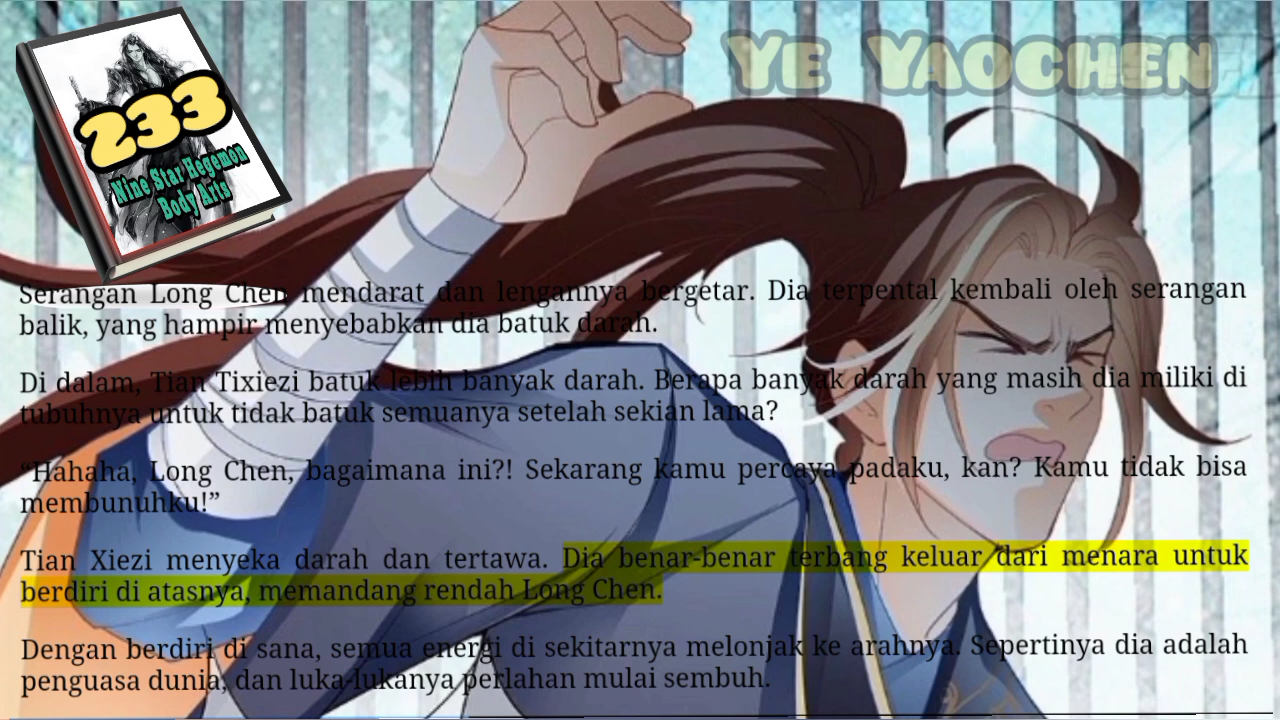 YE YAOCHEN
233
Nine Star Hegemon
Body Arts
Serangan Long Chen mendarat dan lengannya bergetar. Dia terpental kembali oleh serangan
balik, yang hampir menyebabkan dia batuk darah.
Di dalam, Tian Tixiezi batuk lebih banyak darah. Berapa banyak darah yang masih dia miliki di
tubuhnya untuk tidak batuk semuanya setelah sekian lama?
“Hahaha, Long Chen, bagaimana ini?! Sekarang kamu percaya padaku, kan? Kamu tidak bisa
membunuhku!”
Tian Xiezi menyeka darah dan tertawa. Dia benar-benar terbang keluar dari menara untuk
berdiri di atasnya, memandang rendah Long Chen.
Dengan berdiri di sana, semua energi di sekitarnya melonjak ke arahnya. Sepertinya dia adalah
penguasa dunia, dan luka-lukanya perlahan mulai sembuh.